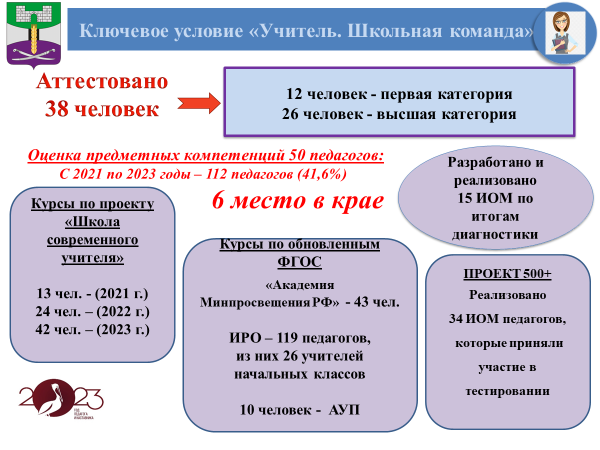 Ключевое условие «Учитель. Школьная команда»
Аттестовано
38 человек
12 человек - первая категория
26 человек - высшая категория
Оценка предметных компетенций 50 педагогов:
С 2021 по 2023 годы – 112 педагогов (41,6%)
6 место в крае
Разработано и
реализовано
15 ИОМ по
итогам
диагностики
Курсы по проекту
«Школа
современного
учителя»
13 чел. - (2021 г.)
24 чел. – (2022 г.)
42 чел. – (2023 г.)
Курсы по обновленным
ФГОС
«Академия
Минпросвещения РФ» - 43 чел.
ИРО – 119 педагогов,
из них 26 учителей
начальных классов
10 человек - АУП
ПРОЕКТ 500+
Реализовано
34 ИОМ педагогов,
которые приняли
участие в
тестировании
2023
ГОД
ПЕДАГОГА
И НАСТАВНИКА